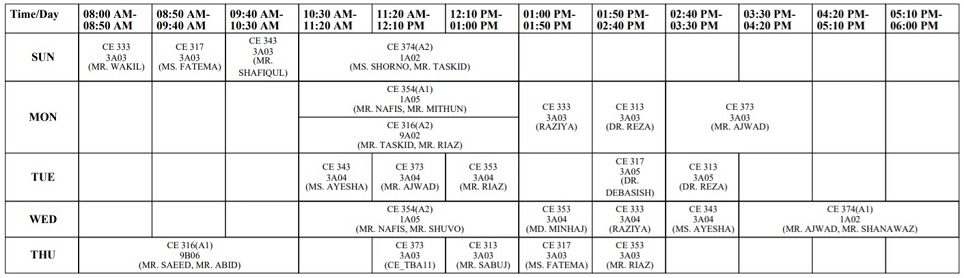 Time/Day
08:00 AM-
08:50 AM
08:50 AM-
09:40 AM
09:40 AM-
10:30 AM
10:30 AM-
11:20 AM
11:20 AM-
12:10 PM
12:10 PM-
01:00 PM
01:00 PM-
01:50 PM
01:50 PM-
02:40 PM
02:40 PM-
03:30 PM
03:30 PM-
04:20 PM
04:20 PM-
05:10 PM
05:10 PM-
06:00 PM
SUN
CE 333
3A03
(MR. WAKIL)
CE 317
3A03
(MS. FATEMA)
CE 343
3A03
(MR.
SHAFIQUL)
CE 374(A2)
1A02
(MS. SHORNO, MR. TASKID)
MON
CE 354(A1)
1A05
(MR. NAFIS, MR. MITHUN)
CE 316(A2)
9A02
(MR. TASKID, MR. RIAZ)
CE 333
3A03
(RAZIYA)
CE 313
3A03
(DR. REZA)
CE 373
3A03
(MR. AJWAD)
TUE
CE 343
3A04
(MS. AYESHA)
CE 373
3A04
(MR. AJWAD)
CE 353
3A04
(MR. RIAZ)
CE 317
3A05
(DR.
DEBASISH)
CE 313
3A05
(DR. REZA)
WED
CE 354(A2)
1A05
(MR. NAFIS, MR. SHUVO)
CE 353
3A04
(MD. MINHAJ)
CE 333
3A04
(RAZIYA)
CE 343
3A04
(MS. AYESHA)
CE 374(A1)
1A02
(MR. AJWAD, MR. SHANAWAZ)
THU
CE 316(A1)
9B06
(MR. SAEED, MR. ABID)
CE 373
3A03
(CE_TBA11)
CE 313
3A03
(MR. SABUJ)
CE 317
3A03
(MS. FATEMA)
CE 353
3A03
(MR. RIAZ)